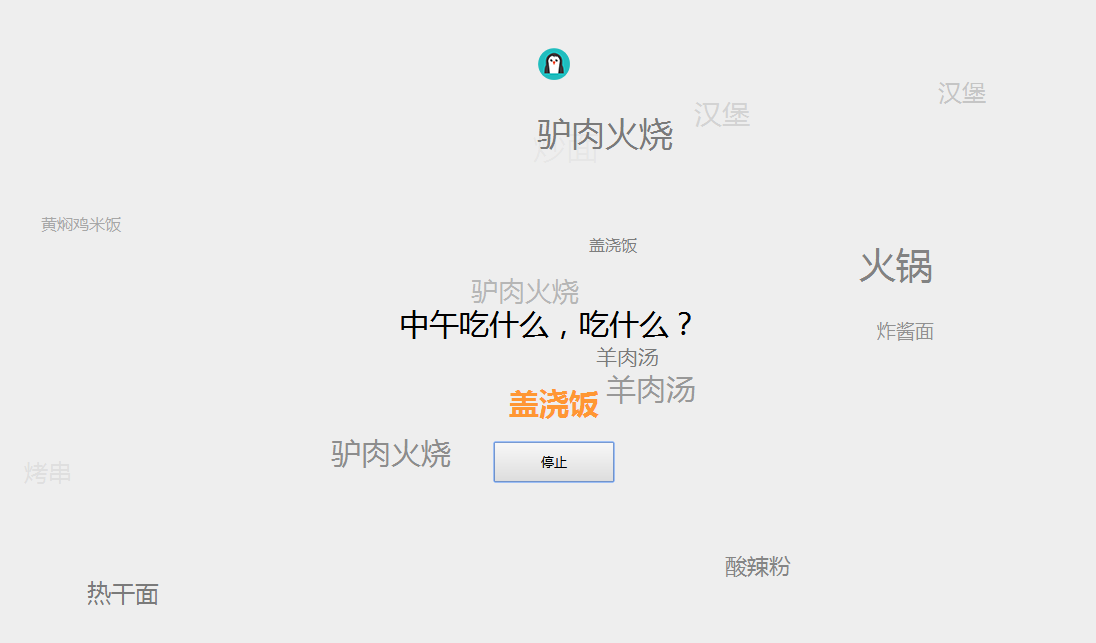 汉堡
汉堡
驴肉火烧
炒面
黄焖鸡米饭
盖浇饭
火锅
驴肉火烧
中午吃什么，吃什么？
炸酱面
羊肉汤
羊肉汤
盖浇饭
驴肉火烧
停止
烤串
酸辣粉
热干面